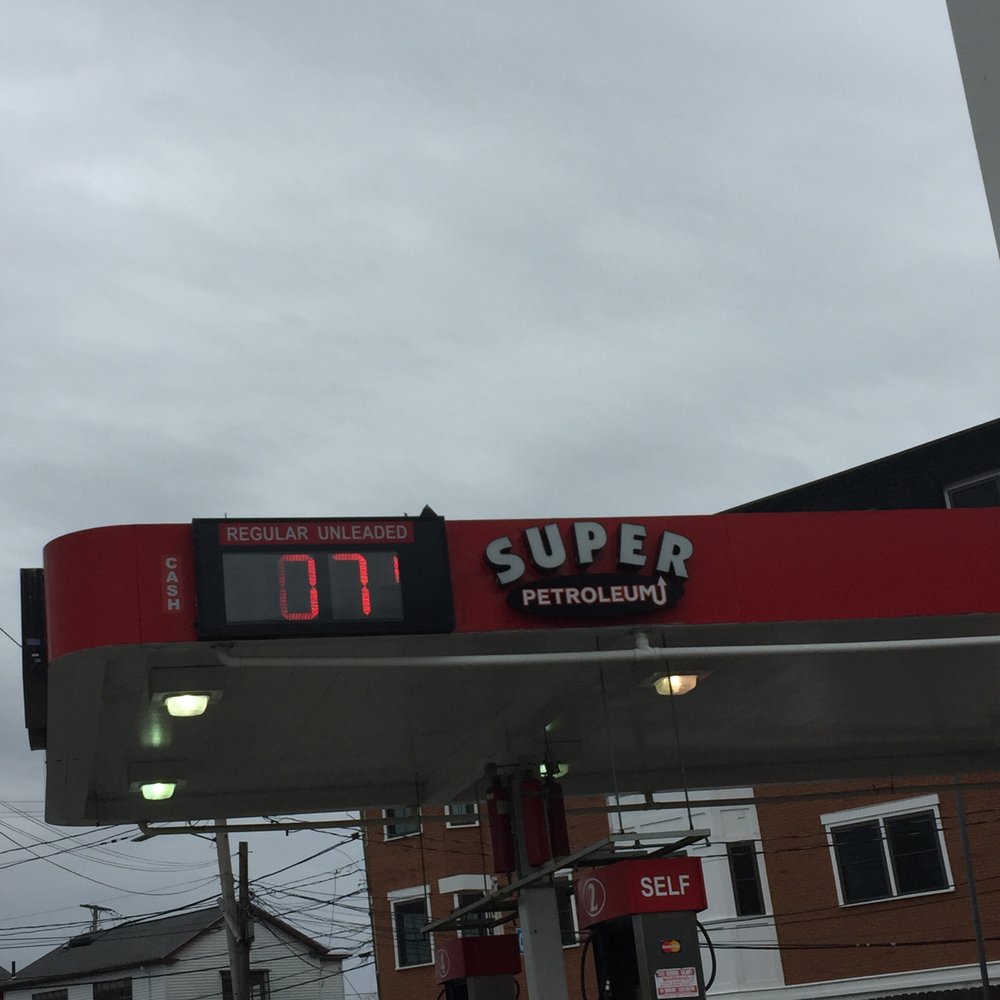 REGULAR UNLEADED
CASH
07
SUPER
PETROLEUM
2
SELF